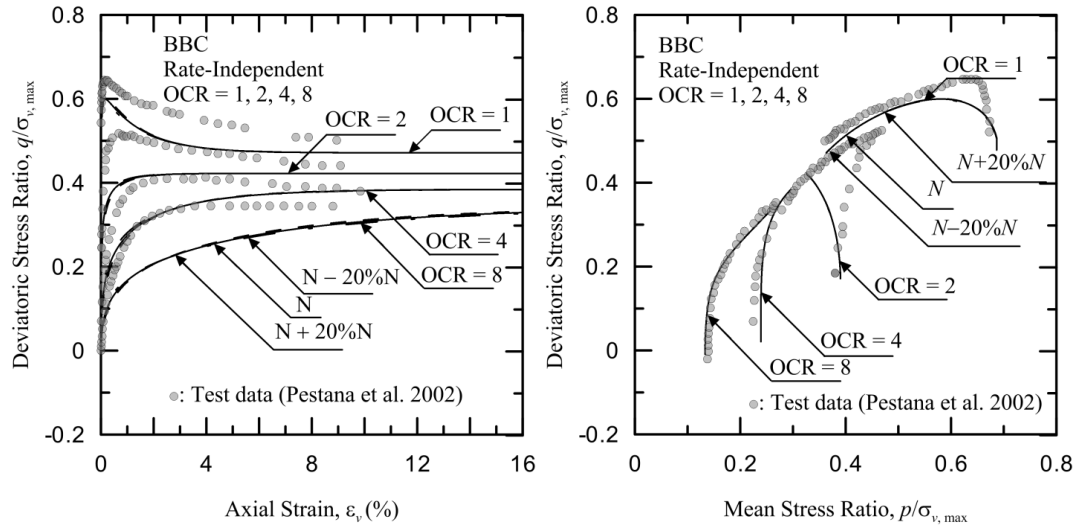 BBC
Rate-Independent
OCR = 1, 2, 4, 8
OCR = 2
OCR = 1
OCR = 4
OCR = 8
N − 20%N
N
N + 20%N
: Test data (Pestana et al. 2002)
Deviatoric Stress Ratio, q/σv, max
0.8
0.6
0.4
0.2
0
-0.2
0
4
8
12
16
Axial Strain, εv (%)
BBC
Rate-Independent
OCR = 1, 2, 4, 8
OCR = 1
N+20%N
N
N−20%N
OCR = 2
OCR = 4
OCR = 8
: Test data (Pestana et al. 2002)
Deviatoric Stress Ratio, q/σv, max
0.8
0.6
0.4
0.2
0
-0.2
0
0.2
0.4
0.6
0.8
Mean Stress Ratio, p/σv, max